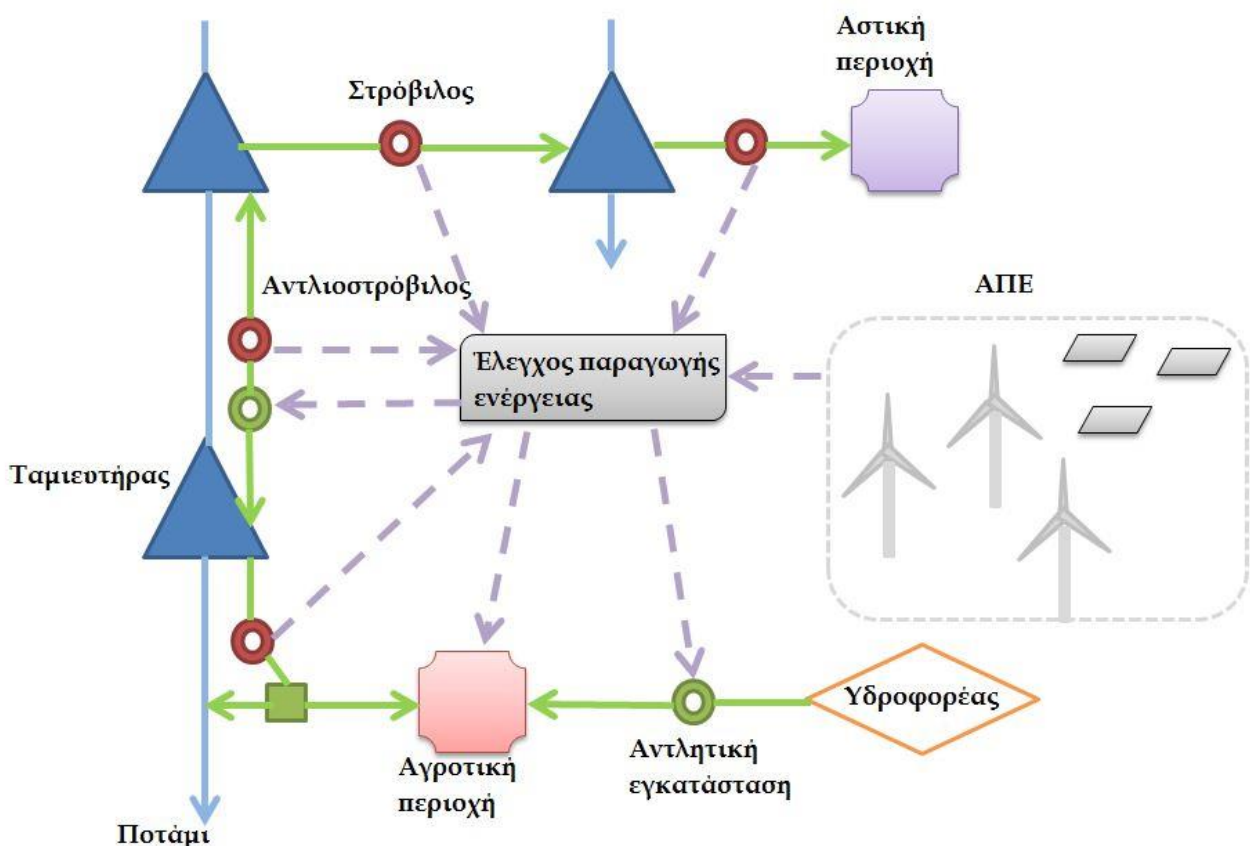 Αστική
περιοχή
Στρόβιλος
Αντλιοστρόβιλος
ΑΠΕ
Έλεγχος παραγωγής
ενέργειας
Ταμιευτήρας
Υδροφορέας
Αντλητική
εγκατάσταση
Αγροτική
περιοχή
Ποτάμι